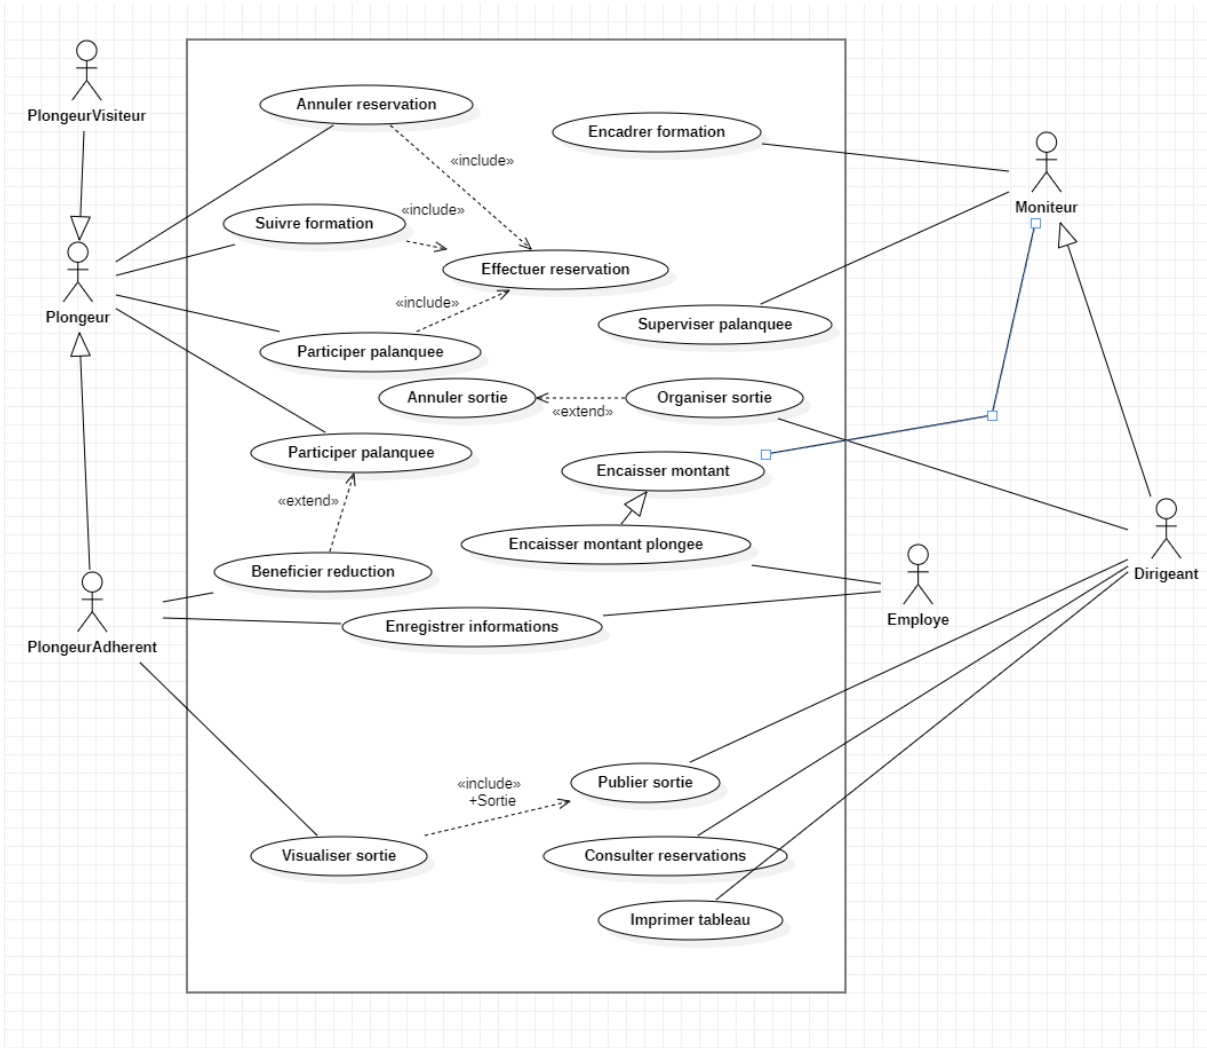 PlongeurVisiteur
Annuler reservation
Encadrer formation
«include»
Moniteur
«include»
Suivre formation
Effectuer reservation
«include»
Plongeur
Superviser palanquee
Participer palanquee
Annuler sortie
«extend»
Organiser sortie
Participer palanquee
Encaisser montant
«extend»
Encaisser montant plongee
Beneficier reduction
Dirigeant
Employe
Enregistrer informations
PlongeurAdherent
«include»
+Sortie
Publier sortie
Visualiser sortie
Consulter reservations
Imprimer tableau